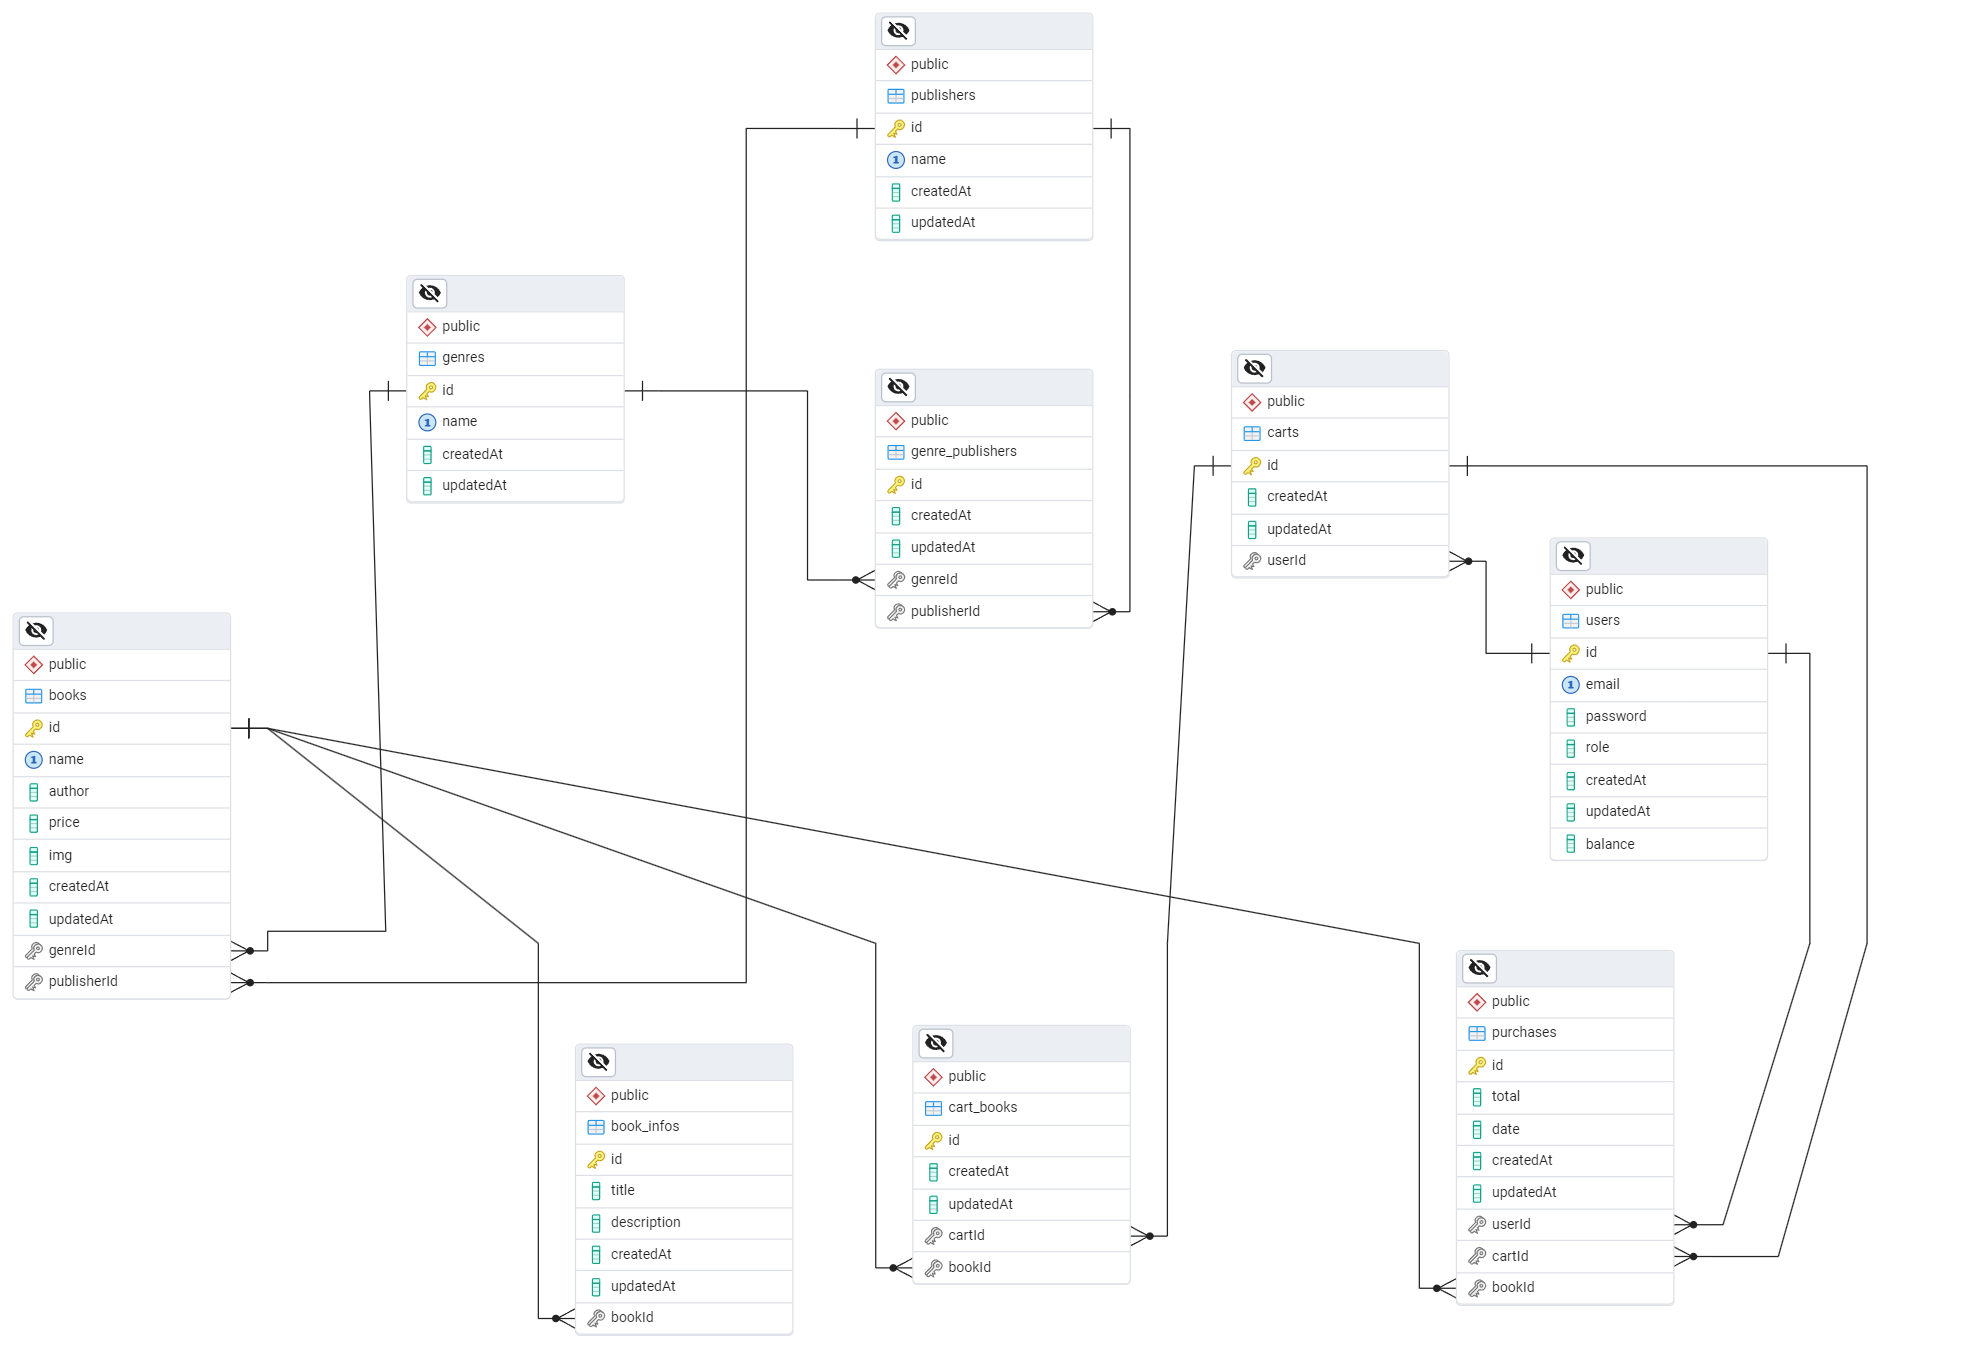 public
publishers
id
name
createdAt
updatedAt
public
genres
id
name
createdAt
updatedAt
public
genre_publishers
id
createdAt
updatedAt
genreId
publisherId
public
carts
id
createdAt
updatedAt
userId
public
users
id
email
password
role
createdAt
updatedAt
balance
public
books
id
name
author
price
img
createdAt
updatedAt
genreId
publisherId
public
book_infos
id
title
description
createdAt
updatedAt
bookId
public
cart_books
id
createdAt
updatedAt
cartId
bookId
public
purchases
id
total
date
createdAt
updatedAt
userId
cartId
bookId